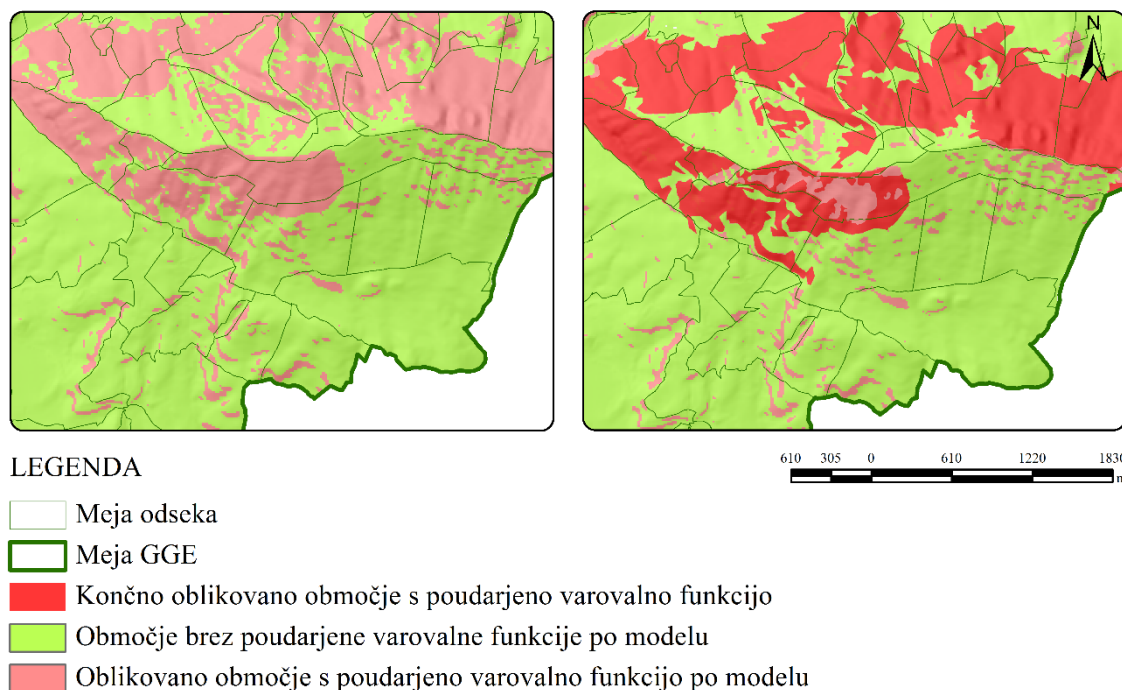 N
LEGENDA
610 305 0 610 1220 1830
m
Meja odseka
Meja GGE
Končno oblikovano območje s poudarjeno varovalno funkcijo
Območje brez poudarjene varovalne funkcije po modelu
Oblikovano območje s poudarjeno varovalno funkcijo po modelu